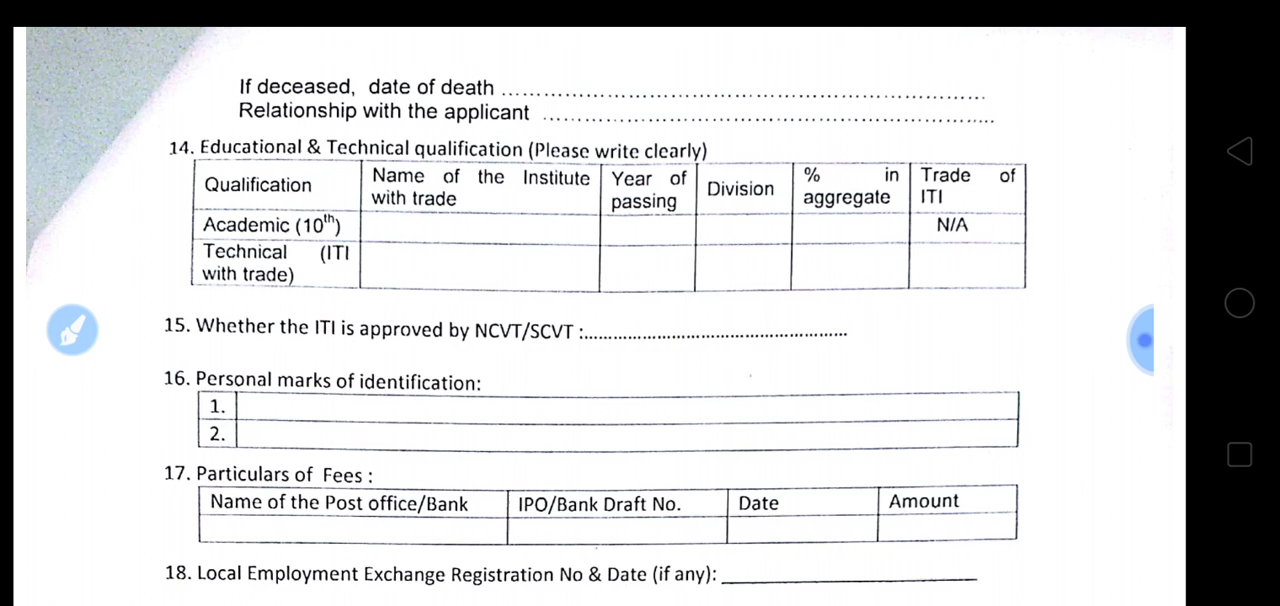 If deceased, date of death ................................................................
Relationship with the applicant ............................................................
14. Educational & Technical qualification (Please write clearly)
Qualification Name of the Institute with trade Year of passing Division % in aggregate Trade of ITI
Academic (10th) N/A
Technical (ITI with trade)
15. Whether the ITI is approved by NCVT/SCVT :....................................................
16. Personal marks of identification:
1.
2.
17. Particulars of Fees :
Name of the Post office/Bank IPO/Bank Draft No. Date Amount
18. Local Employment Exchange Registration No & Date (if any): ____________________